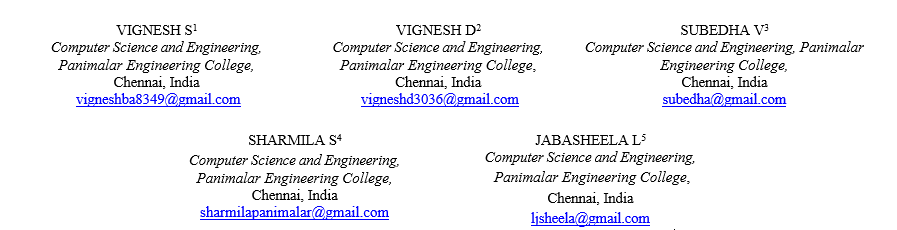 VIGNESH S1
Computer Science and Engineering,
Panimalar Engineering College,
Chennai, India
vigneshba8349@gmail.com
VIGNESH D2
Computer Science and Engineering,
Panimalar Engineering College,
Chennai, India
vigneshd3036@gmail.com
SUBEDHA V3
Computer Science and Engineering, Panimalar
Engineering College,
Chennai, India
subedha@gmail.com
SHARMILA S4
Computer Science and Engineering,
Panimalar Engineering College,
Chennai, India
sharmilapanimalar@gmail.com
JABASHEELA L5
Computer Science and Engineering,
Panimalar Engineering College,
Chennai, India
ljsheela@gmail.com